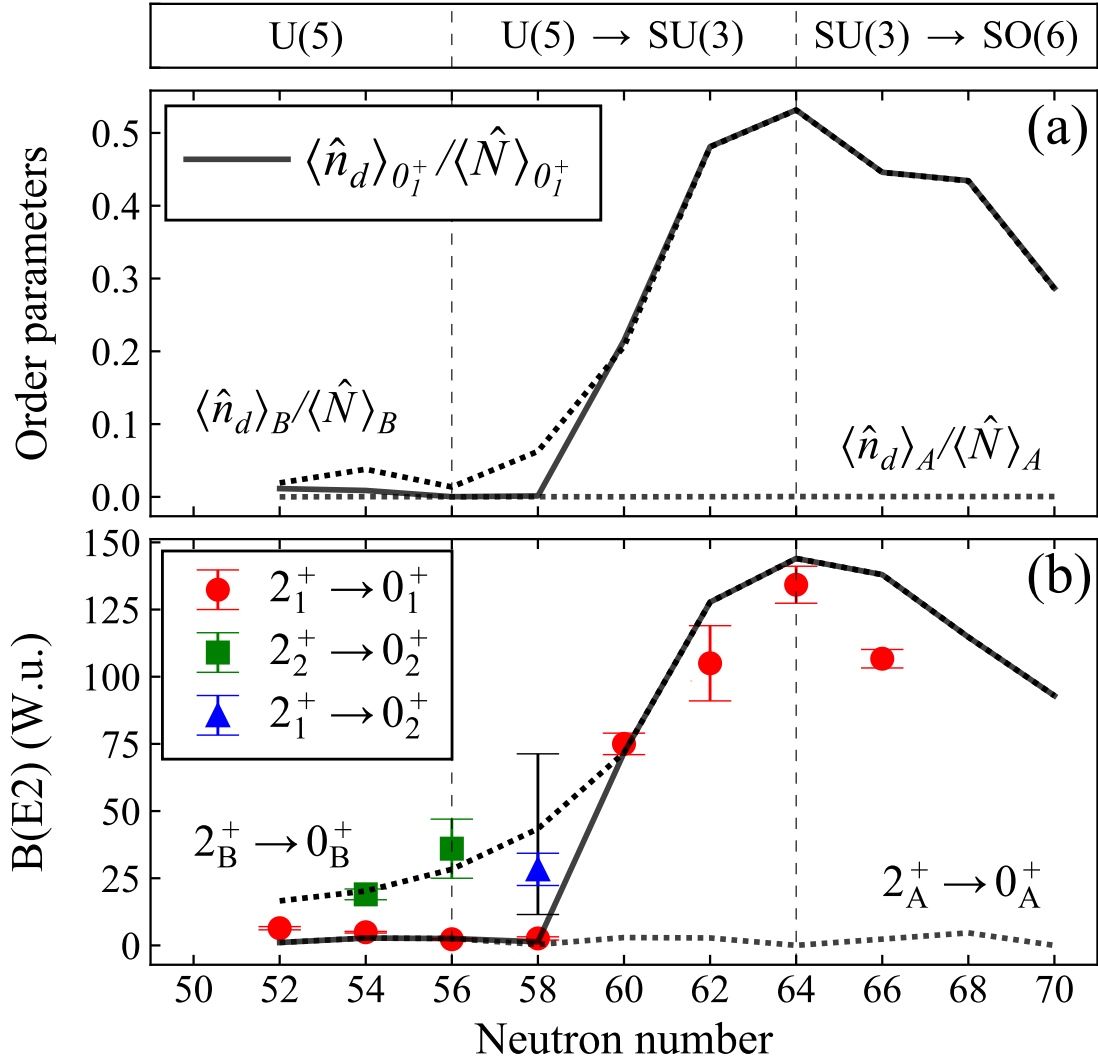 U(5) U(5) → SU(3) SU(3) → SO(6)
(a)
⟨n̂_d⟩_{0_1^+}/⟨N̂⟩_{0_1^+}
Order parameters
0.5
0.4
0.3
0.2
0.1
0.0
⟨n̂_d⟩_B/⟨N̂⟩_B
⟨n̂_d⟩_A/⟨N̂⟩_A
(b)
2_1^+→0_1^+
2_2^+→0_2^+
2_1^+→0_2^+
B(E2) (W.u.)
150
125
100
75
50
25
0
2_B^+→0_B^+
2_A^+→0_A^+
50 52 54 56 58 60 62 64 66 68 70
Neutron number